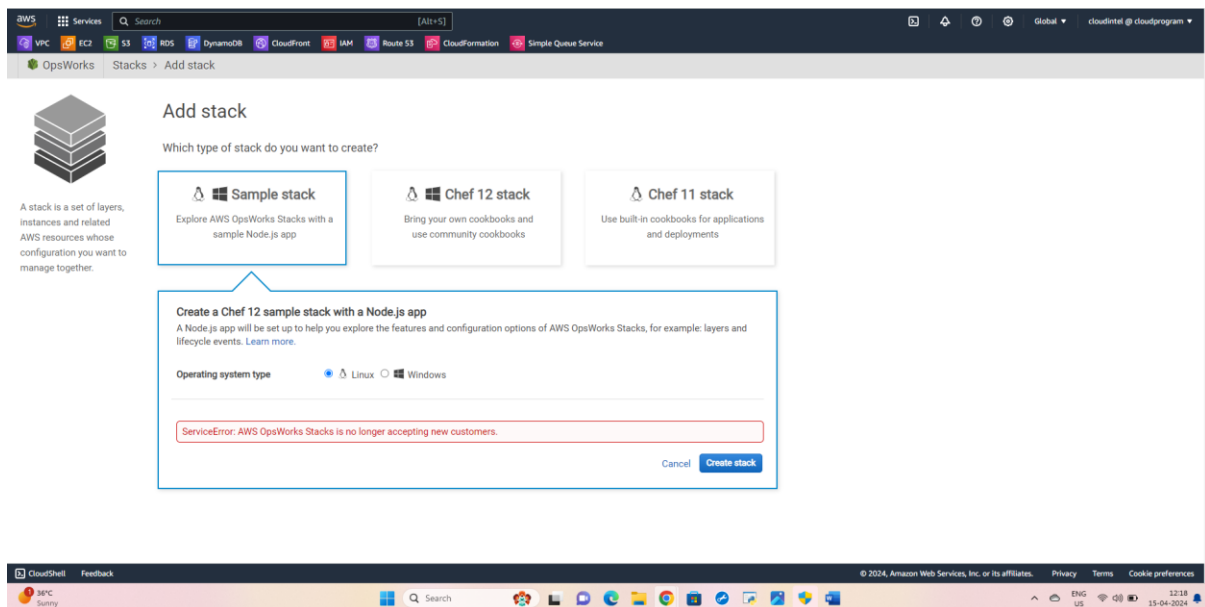 aws Services Search [Alt+S] Global cloudintel @ cloudprogram
VPC EC2 S3 RDS DynamoDB CloudFront IAM Route 53 CloudFormation Simple Queue Service
OpsWorks Stacks > Add stack
Add stack
Which type of stack do you want to create?
A stack is a set of layers,
instances and related
AWS resources whose
configuration you want to
manage together.
Sample stack
Explore AWS OpsWorks Stacks with a
sample Node.js app
Chef 12 stack
Bring your own cookbooks and
use community cookbooks
Chef 11 stack
Use built-in cookbooks for applications
and deployments
Create a Chef 12 sample stack with a Node.js app
A Node.js app will be set up to help you explore the features and configuration options of AWS OpsWorks Stacks, for example: layers and
lifecycle events. Learn more.
Operating system type Linux Windows
ServiceError: AWS OpsWorks Stacks is no longer accepting new customers.
Cancel Create stack
CloudShell Feedback © 2024, Amazon Web Services, Inc. or its affiliates. Privacy Terms Cookie preferences
36°C
Sunny
Search
ENG
US
12:18
15-04-2024